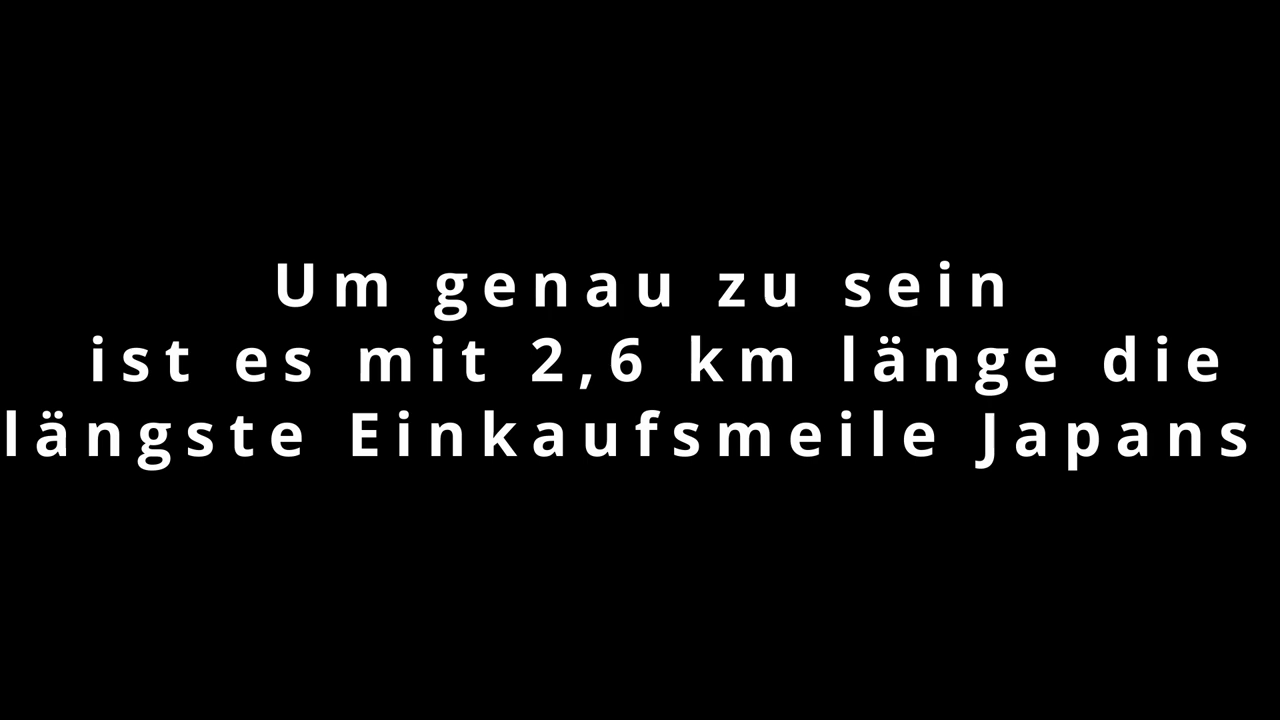 Um genau zu sein
ist es mit 2,6 km länge die
längste Einkaufsmeile Japans